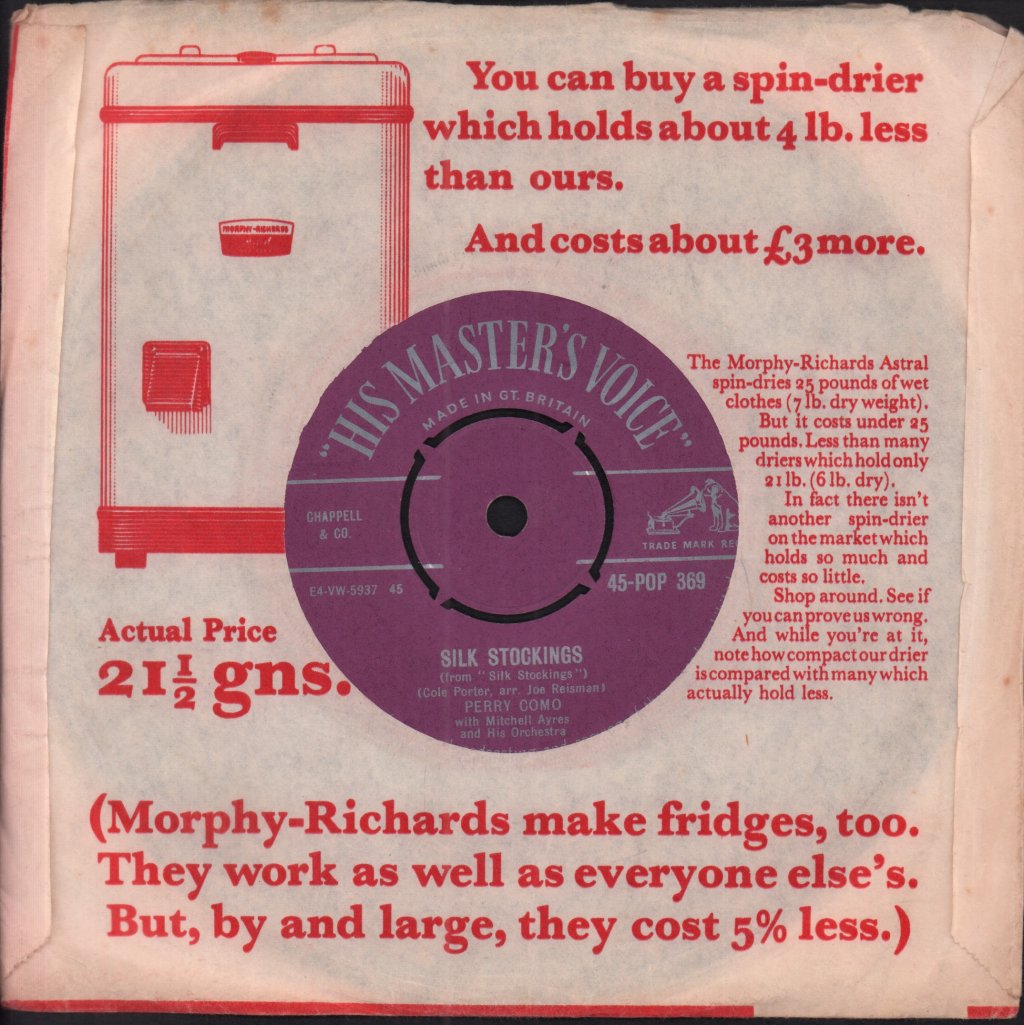 You can buy a spin-drier
which holds about 4 lb. less
than ours.
And costs about £3 more.
MORPHY-RICHARDS
The Morphy-Richards Astral
spin-dries 25 pounds of wet
clothes (7 lb. dry weight).
But it costs under 25
pounds. Less than many
driers which hold only
21 lb. (6 lb. dry).
In fact there isn't
another spin-drier
on the market which
holds so much and
costs so little.
Shop around. See if
you can prove us wrong.
And while you're at it,
note how compact our drier
is compared with many which
actually hold less.
"HIS MASTER'S VOICE"
MADE IN GT. BRITAIN
CHAPPELL
& CO.
TRADE MARK
E4-VW-5937 45
45-POP 369
SILK STOCKINGS
(from "Silk Stockings")
(Cole Porter, arr. Joe Reisman)
PERRY COMO
with Mitchell Ayres
and His Orchestra
Actual Price
21½ gns.
(Morphy-Richards make fridges, too.
They work as well as everyone else's.
But, by and large, they cost 5% less.)